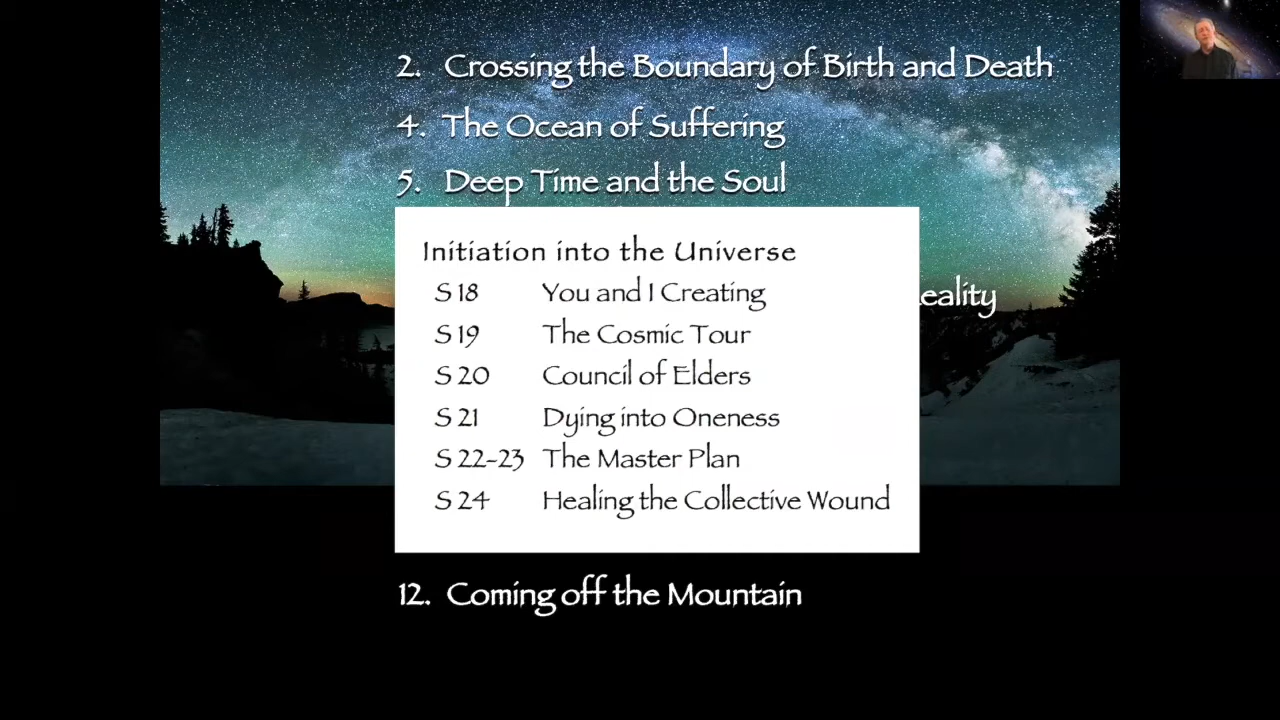 2. Crossing the Boundary of Birth and Death
4. The Ocean of Suffering
5. Deep Time and the Soul
Initiation into the Universe
S 18 You and I Creating
eality
S 19 The Cosmic Tour
S 20 Council of Elders
S 21 Dying into Oneness
S 22-23 The Master Plan
S 24 Healing the Collective Wound
12. Coming off the Mountain